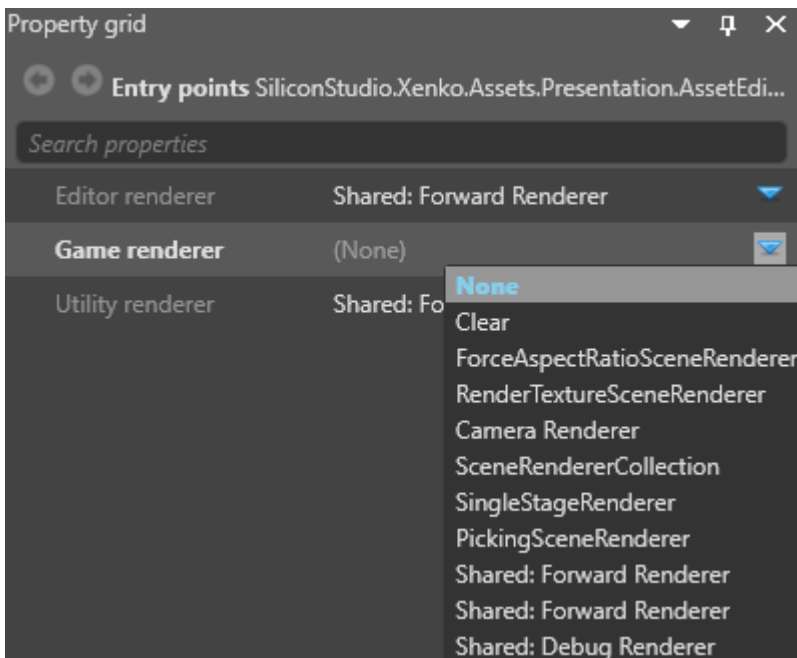 Property grid
Entry points SiliconStudio.Xenko.Assets.Presentation.AssetEdi...
Search properties
Editor renderer Shared: Forward Renderer
Game renderer (None)
None
Utility renderer Shared: Fo
Clear
ForceAspectRatioSceneRenderer
RenderTextureSceneRenderer
Camera Renderer
SceneRendererCollection
SingleStageRenderer
PickingSceneRenderer
Shared: Forward Renderer
Shared: Forward Renderer
Shared: Debug Renderer